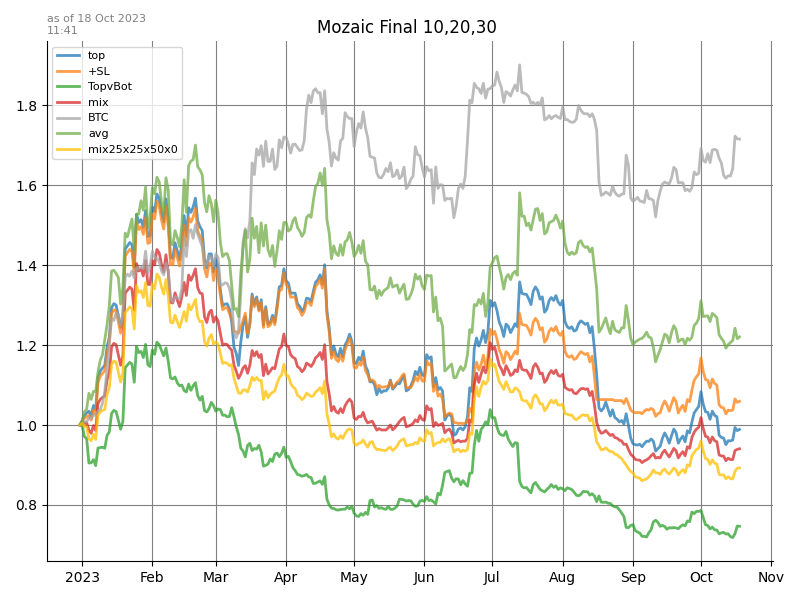 as of 18 Oct 2023
11:41
Mozaic Final 10,20,30
top
+SL
TopvBot
mix
BTC
avg
mix25x25x50x0
1.8
1.6
1.4
1.2
1.0
0.8
2023 Feb Mar Apr May Jun Jul Aug Sep Oct Nov